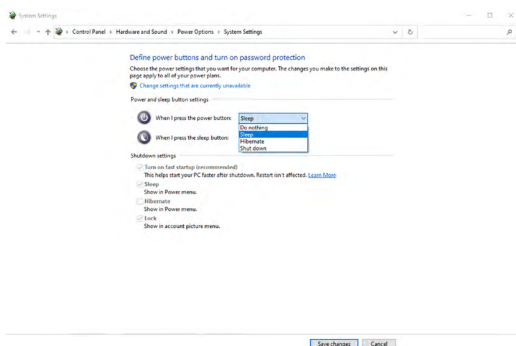 System Settings
Control Panel › Hardware and Sound › Power Options › System Settings
Define power buttons and turn on password protection
Choose the power settings that you want for your computer. The changes you make to the settings on this
page apply to all of your power plans.
Change settings that are currently unavailable
Power and sleep button settings
When I press the power button: Sleep
Do nothing
Sleep
Hibernate
When I press the sleep button:
Shut down
Shutdown settings
Turn on fast startup (recommended)
This helps start your PC faster after shutdown. Restart isn't affected. Learn More
Sleep
Show in Power menu.
Hibernate
Show in Power menu.
Lock
Show in account picture menu.
Save changes Cancel